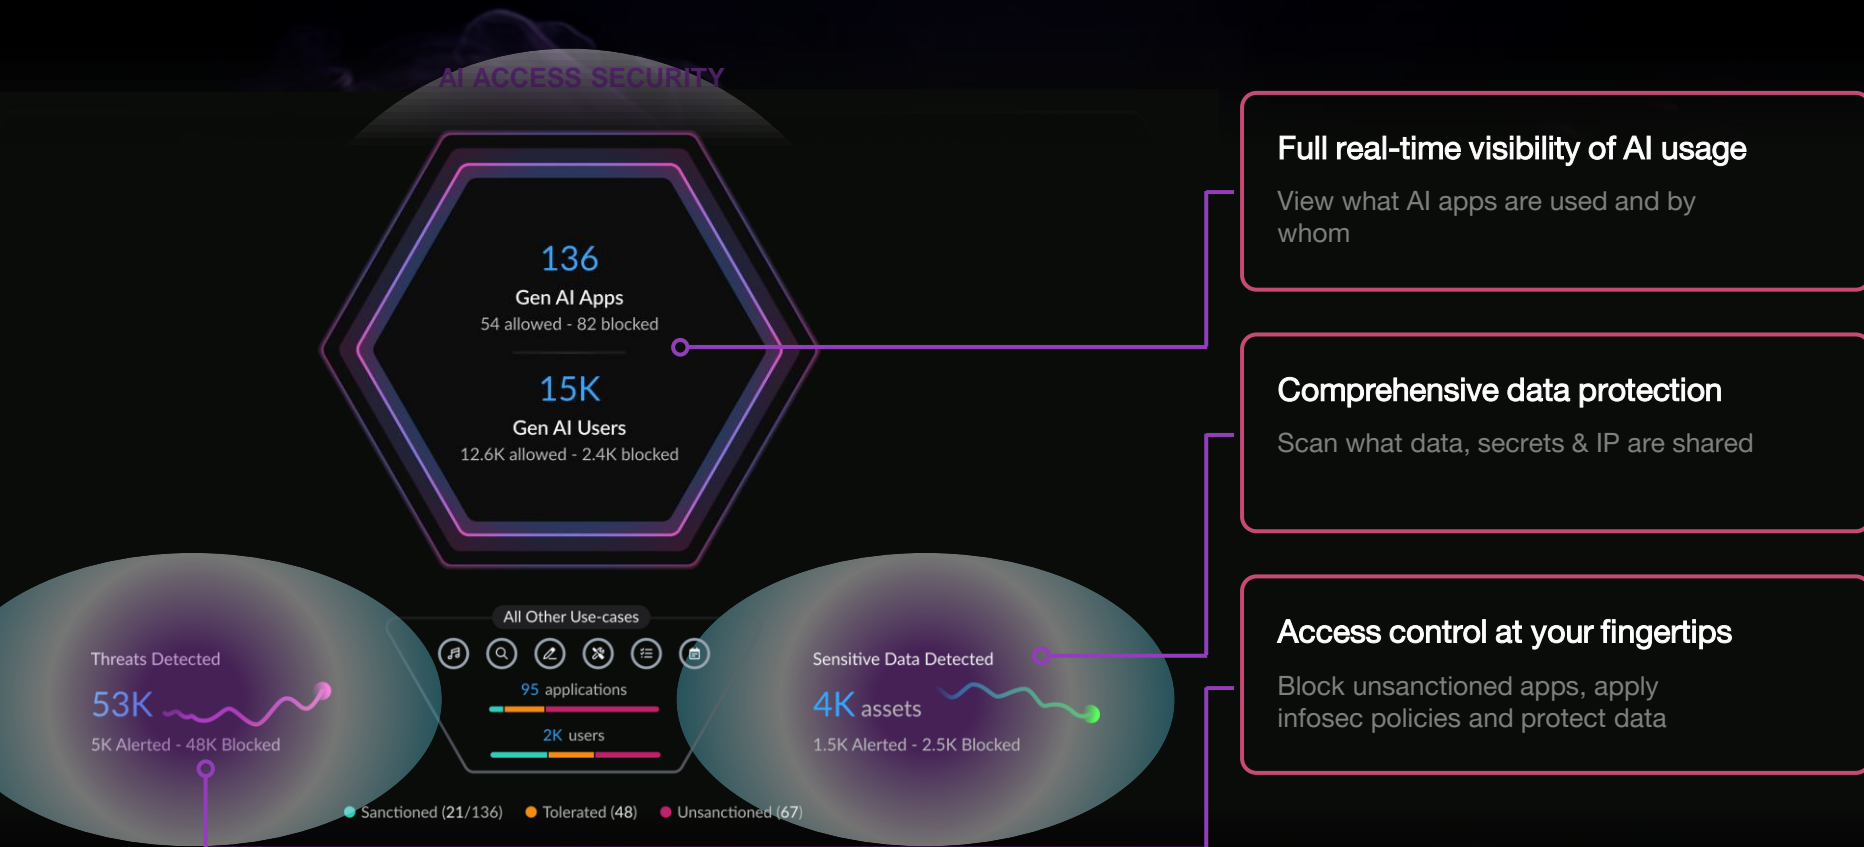 AI ACCESS SECURITY
136
Gen AI Apps
54 allowed - 82 blocked
15K
Gen AI Users
12.6K allowed - 2.4K blocked
Full real-time visibility of AI usage
View what AI apps are used and by
whom
Comprehensive data protection
Scan what data, secrets & IP are shared
Access control at your fingertips
Block unsanctioned apps, apply
infosec policies and protect data
Threats Detected
53K
5K Alerted - 48K Blocked
All Other Use-cases
95 applications
2K users
Sensitive Data Detected
4K assets
1.5K Alerted - 2.5K Blocked
Sanctioned (21/136) Tolerated (48) Unsanctioned (67)